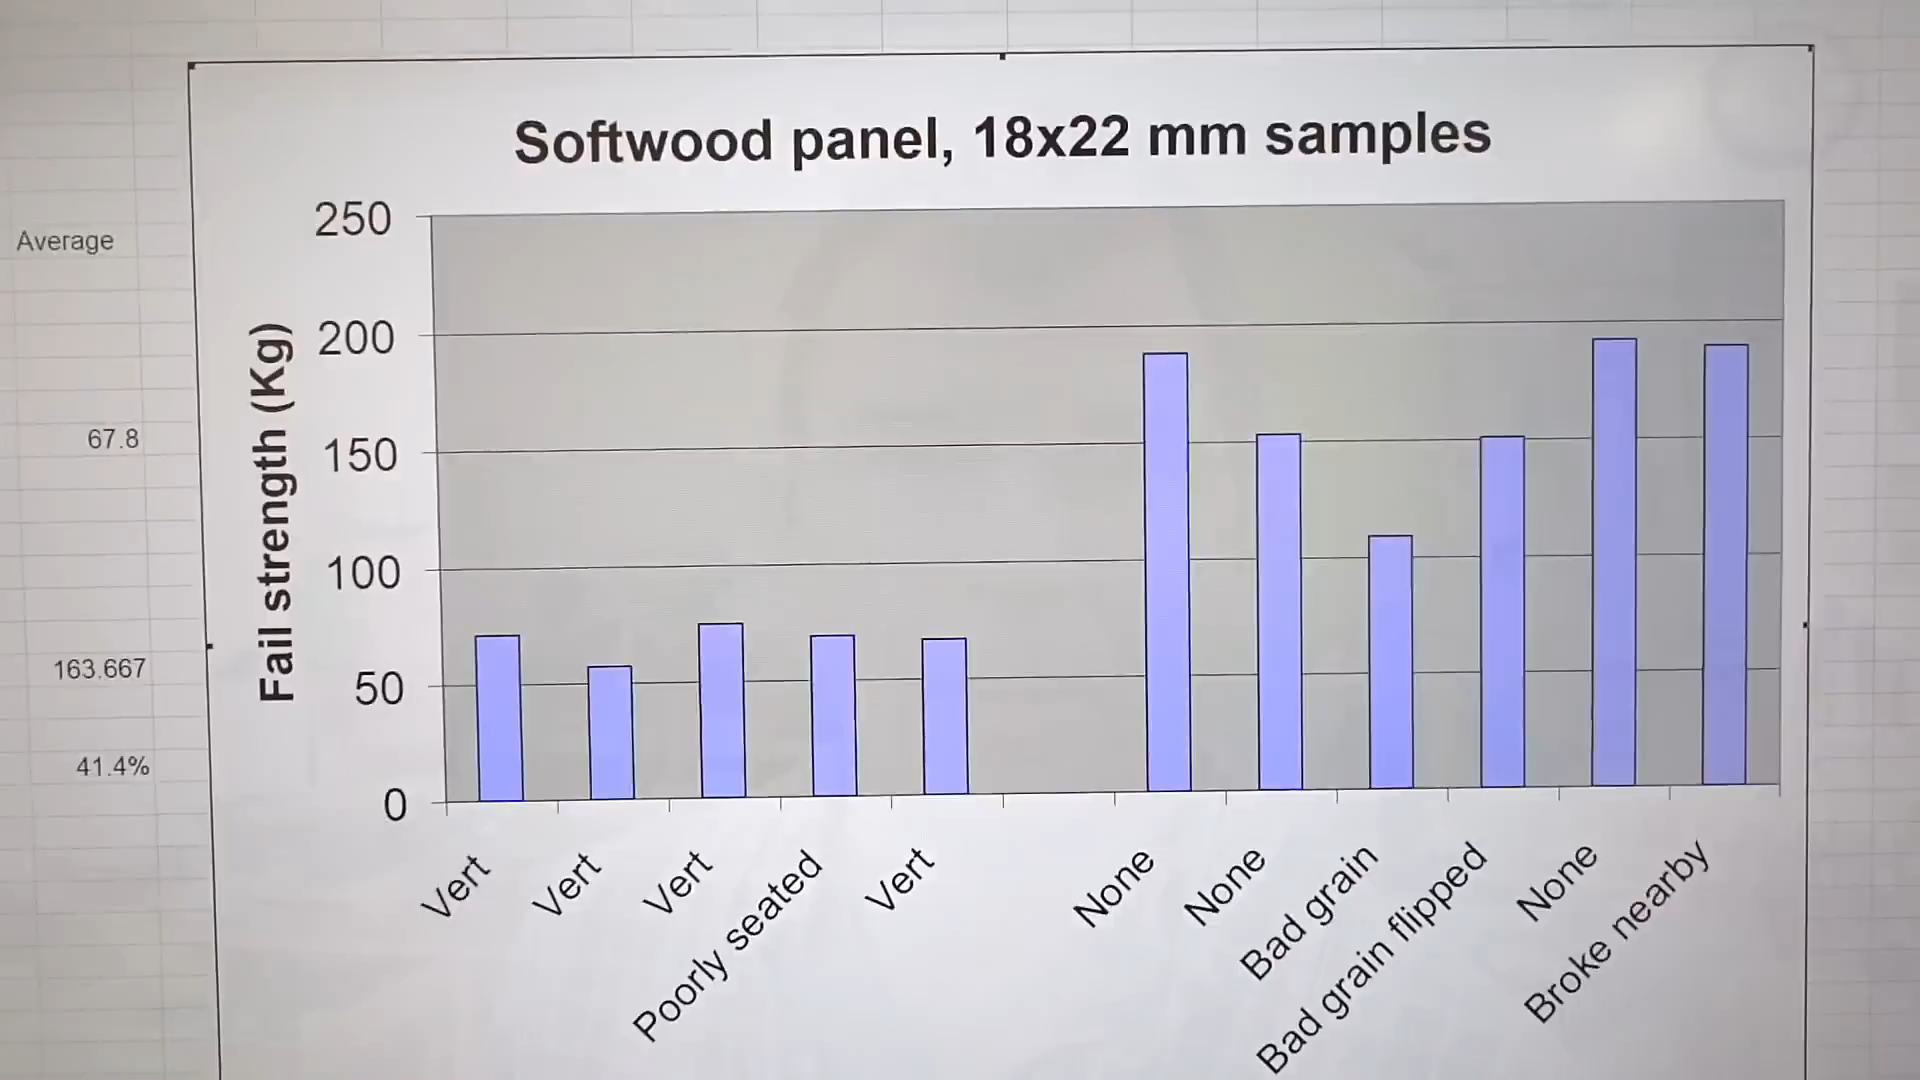 Softwood panel, 18x22 mm samples
Average
67.8
163.667
41.4%
Fail strength (Kg)
250
200
150
100
50
0
Vert
Vert
Vert
Poorly seated
Vert
None
None
Bad grain
Bad grain flipped
None
Broke nearby